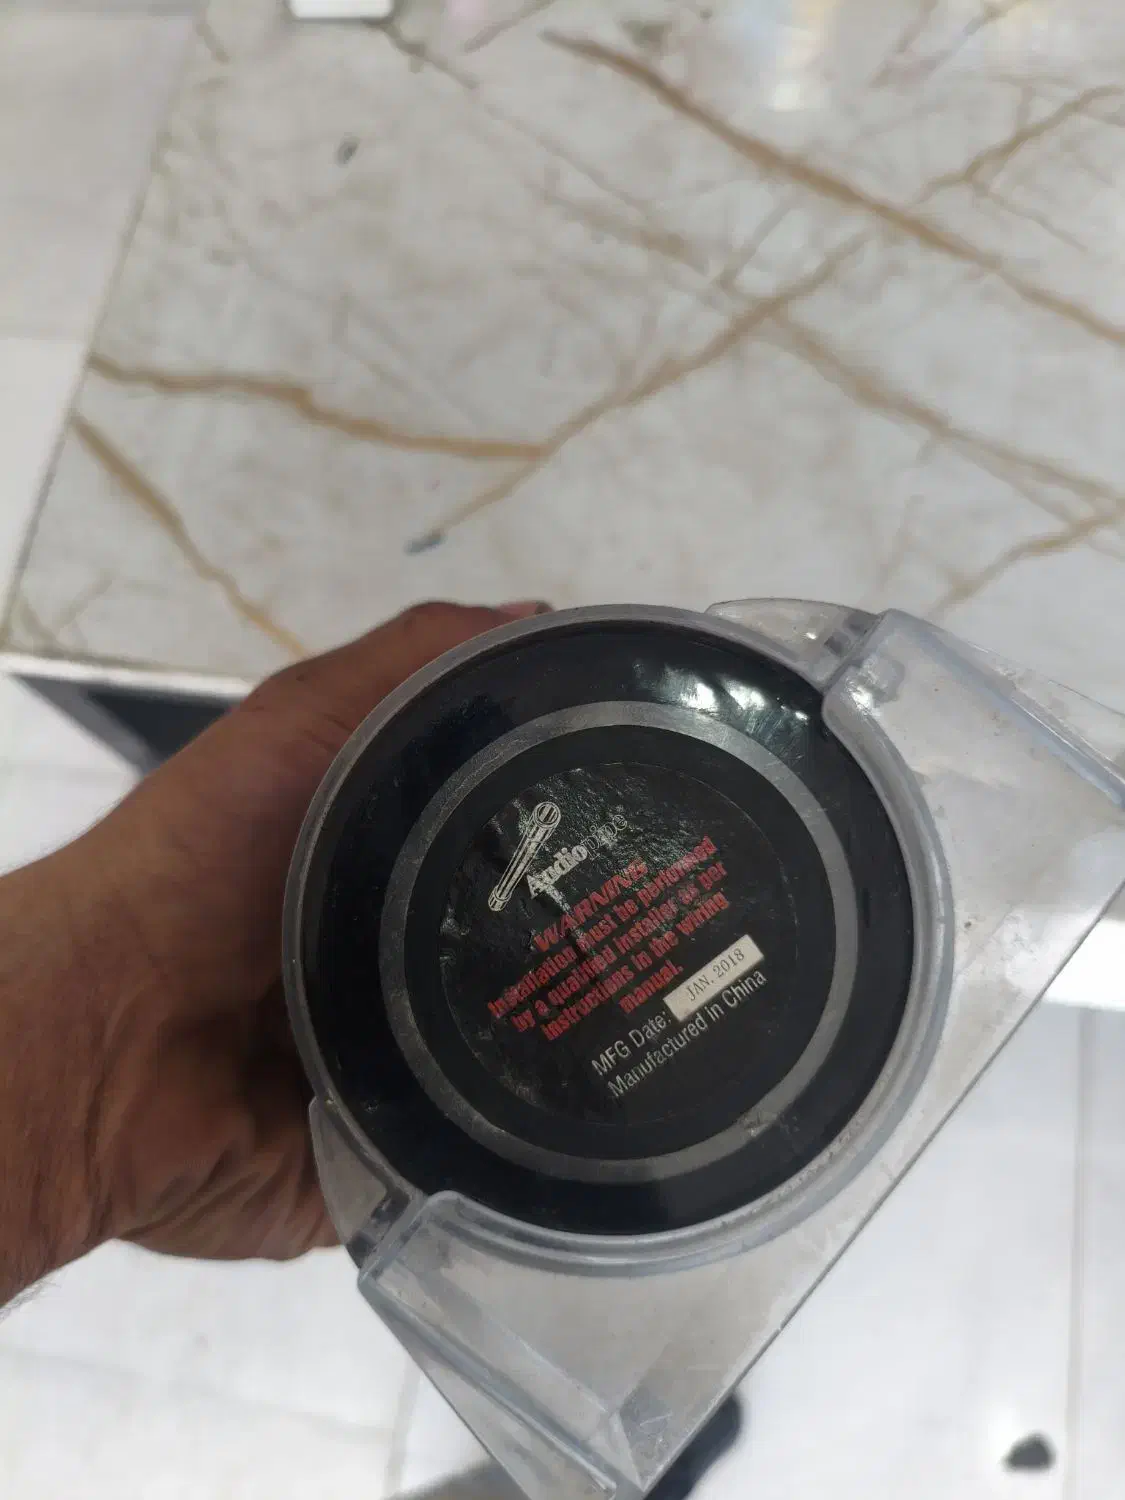 Audiopipe
WARNING
Installation must be performed
by a qualified installer as per
instructions in the wiring
manual.
MFG Date: JAN. 2018
Manufactured in China